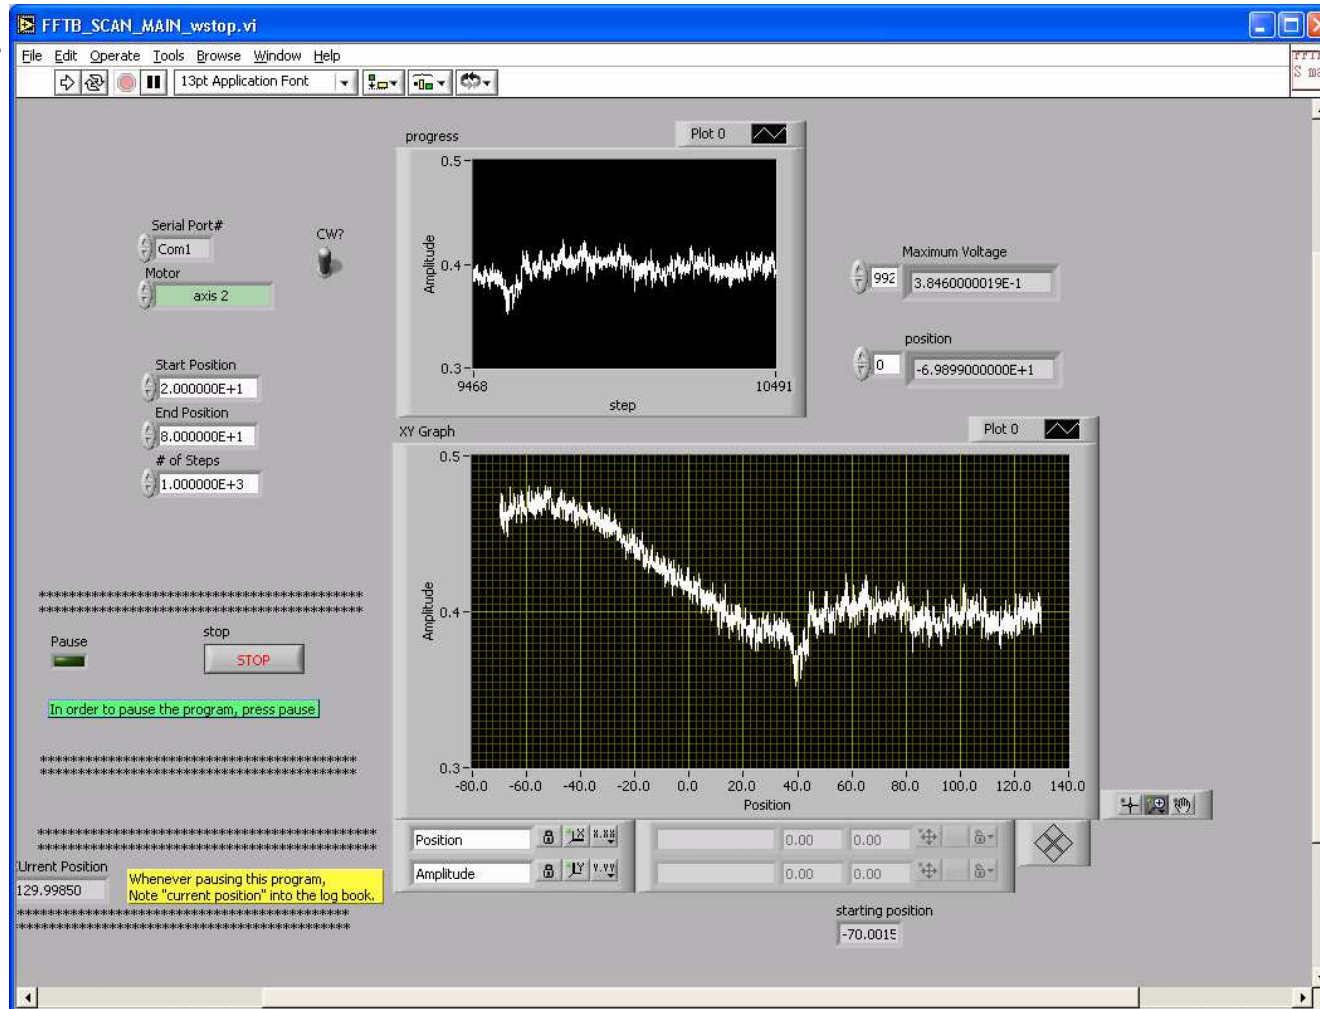 FFTB_SCAN_MAIN_wstop.vi
File Edit Operate Tools Browse Window Help
13pt Application Font
S ma
progress
Plot 0
0.5
0.4
0.3
Amplitude
9468
10491
step
Serial Port#
Com1
CW?
Motor
axis 2
Maximum Voltage
992
3.8460000019E-1
position
0
-6.9899000000E+1
Start Position
2.000000E+1
End Position
8.000000E+1
# of Steps
1.000000E+3
XY Graph
Plot 0
0.5
0.4
0.3
Amplitude
-80.0 -60.0 -40.0 -20.0 0.0 20.0 40.0 60.0 80.0 100.0 120.0 140.0
Position
*******************************************
*******************************************
Pause
stop
STOP
In order to pause the program, press pause
******************************************
******************************************
*********************************************
*********************************************
Position
Amplitude
0.00 0.00
0.00 0.00
Urrent Position
129.99850
Whenever pausing this program,
Note "current position" into the log book.
********************************************
********************************************
starting position
-70.0015